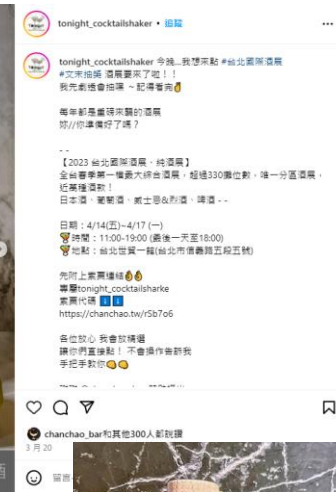 tonight_cocktailshaker • 追蹤
tonight_cocktailshaker 今晚...我想來點 #台北國際酒展
#文末抽獎 酒展要來了啦！！
我先劇透會抽嘿 ~記得看完
每年都是重磅來襲的酒展
妳//你準備好了嗎？
- -
【2023 台北國際酒展、純酒展】
全台春季第一檔最大綜合酒展，超過330攤位數，唯一分區酒展，
近萬種酒款！
日本酒、葡萄酒、威士忌&烈酒、啤酒 - -
日期：4/14(五)~4/17 (一)
時間：11:00-19:00 (最後一天至18:00)
地點：台北世貿一館(台北市信義路五段五號)
先附上索票連結
專屬tonight_cocktailsharke
索票代碼
https://chanchao.tw/rSb7o6
各位放心 我會放精選
讓你們直接點！ 不會操作告訴我
手把手教你
chanchao_bar和其他300人都說讚
3 月 20
留言
酒